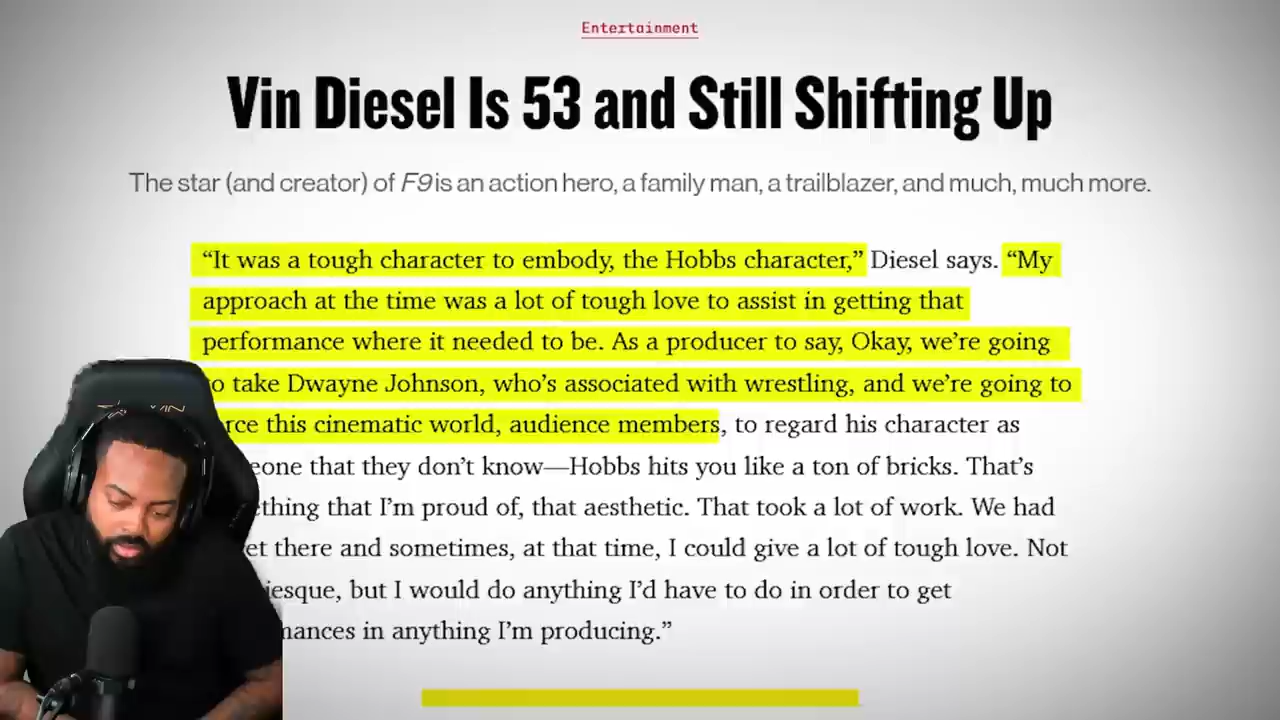 Entertainment
Vin Diesel Is 53 and Still Shifting Up
The star (and creator) of F9 is an action hero, a family man, a trailblazer, and much, much more.
“It was a tough character to embody, the Hobbs character,” Diesel says. “My
approach at the time was a lot of tough love to assist in getting that
performance where it needed to be. As a producer to say, Okay, we’re going
to take Dwayne Johnson, who’s associated with wrestling, and we’re going to
this cinematic world, audience members, to regard his character as
that they don’t know—Hobbs hits you like a ton of bricks. That’s
that I’m proud of, that aesthetic. That took a lot of work. We had
there and sometimes, at that time, I could give a lot of tough love. Not
but I would do anything I’d have to do in order to get
in anything I’m producing.”